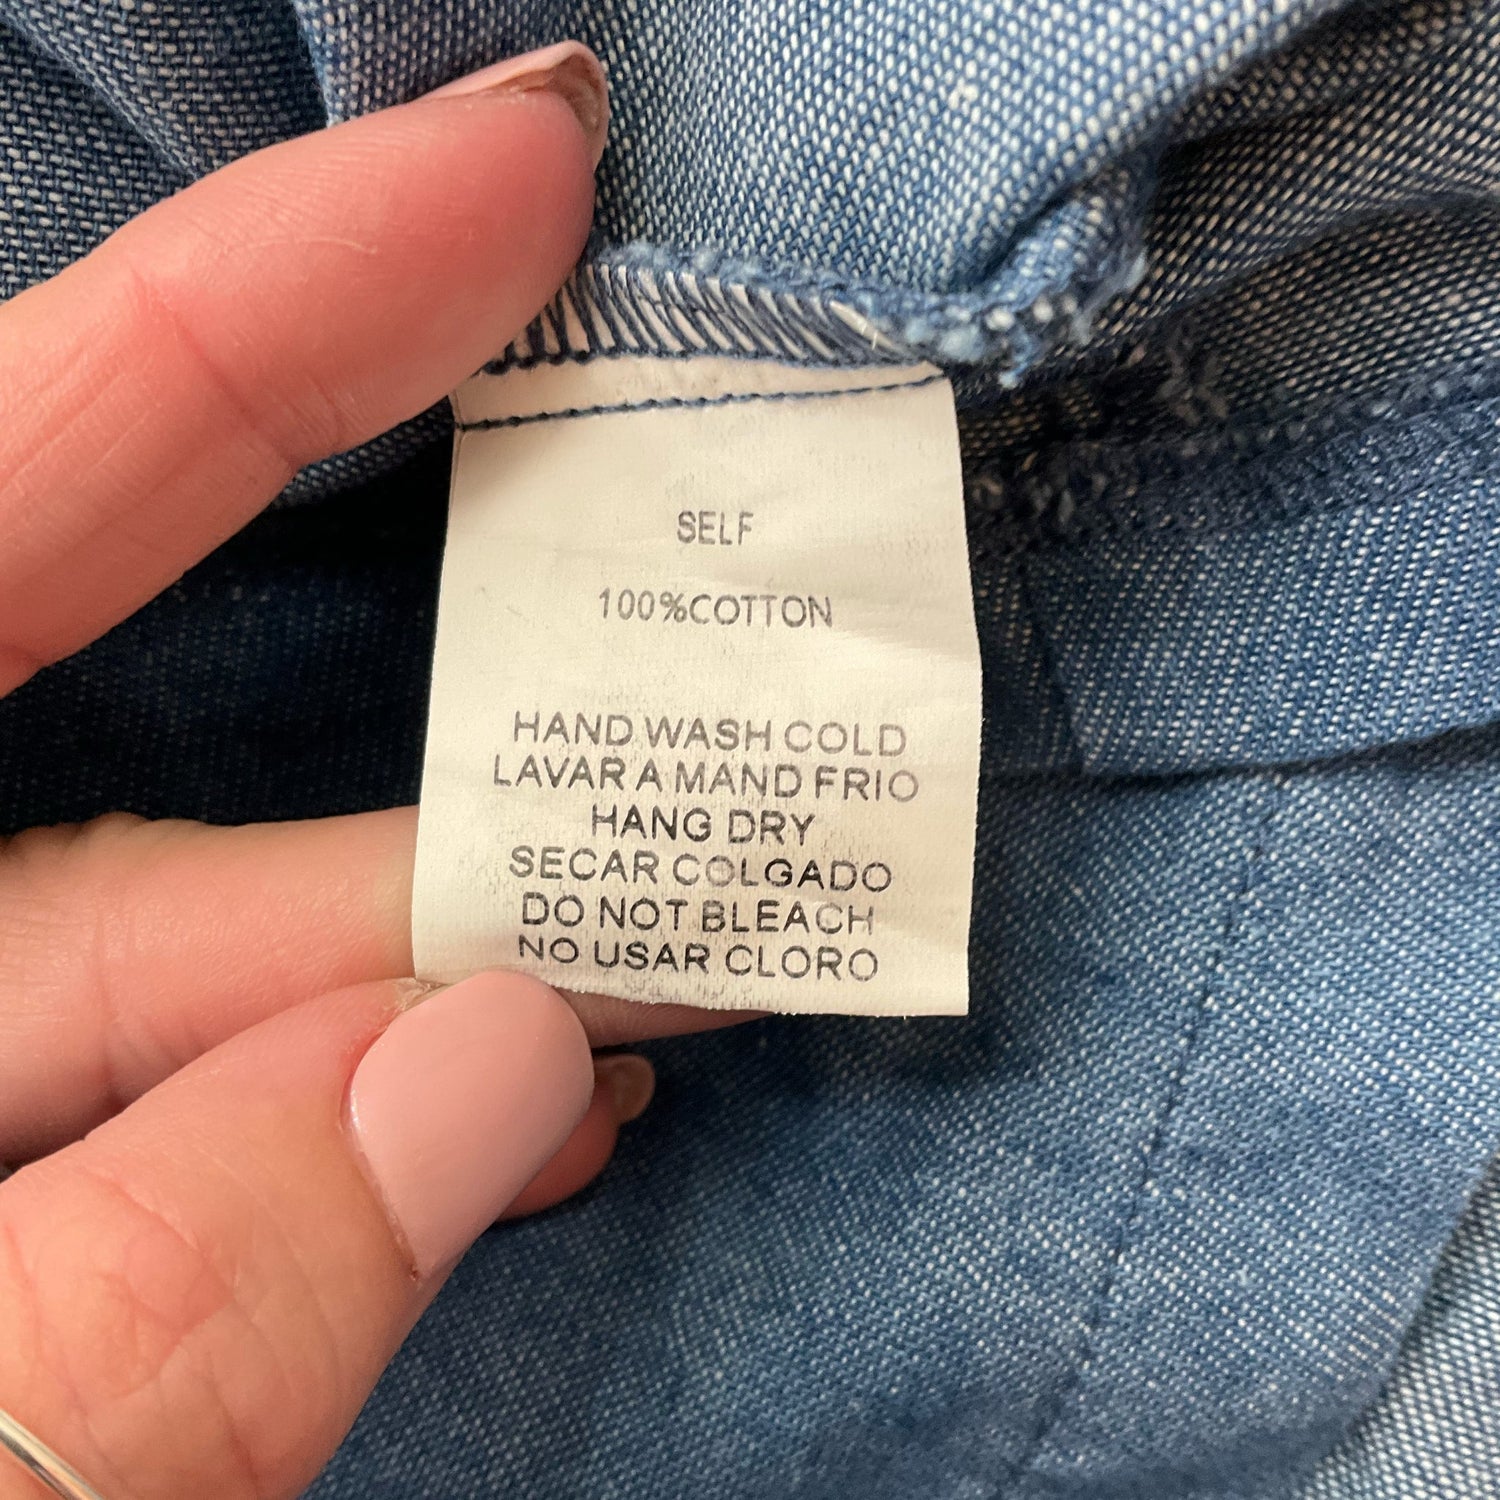 SELF
100%COTTON
HAND WASH COLD
LAVAR A MAND FRIO
HANG DRY
SECAR COLGADO
DO NOT BLEACH
NO USAR CLORO